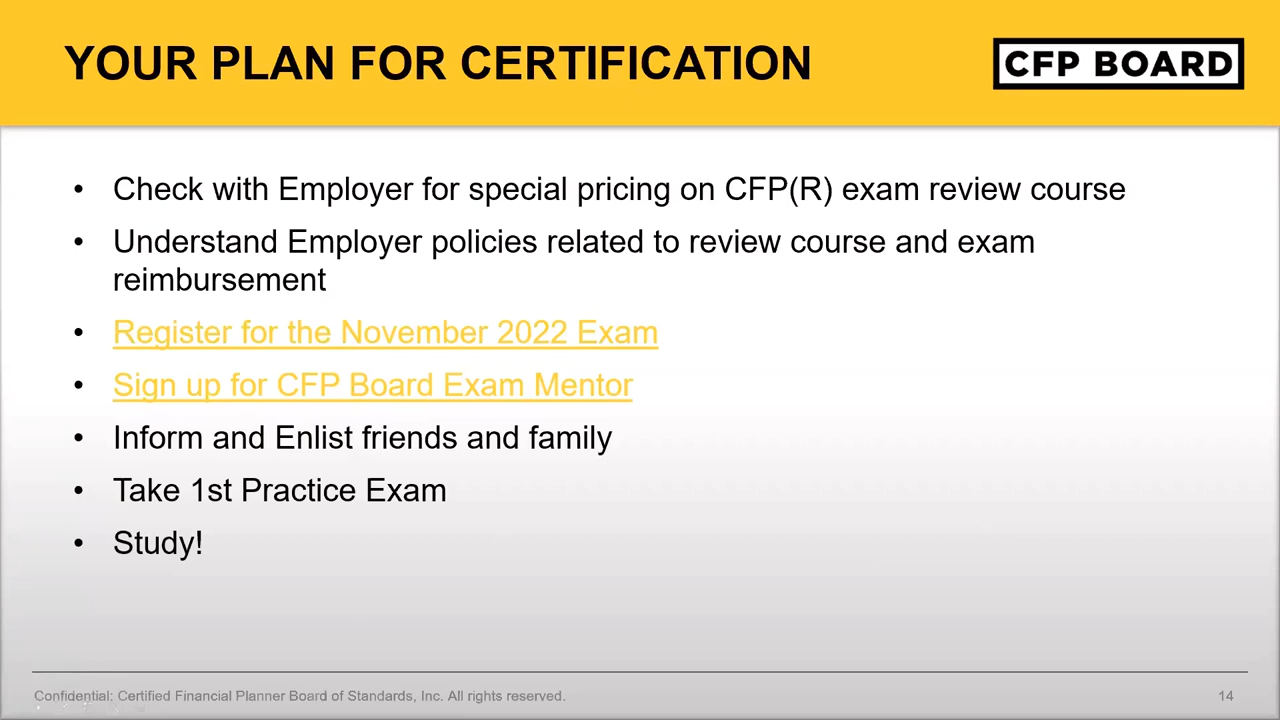 YOUR PLAN FOR CERTIFICATION
CFP BOARD
• Check with Employer for special pricing on CFP(R) exam review course
• Understand Employer policies related to review course and exam
reimbursement
• Register for the November 2022 Exam
• Sign up for CFP Board Exam Mentor
• Inform and Enlist friends and family
• Take 1st Practice Exam
• Study!
Confidential: Certified Financial Planner Board of Standards, Inc. All rights reserved.
14